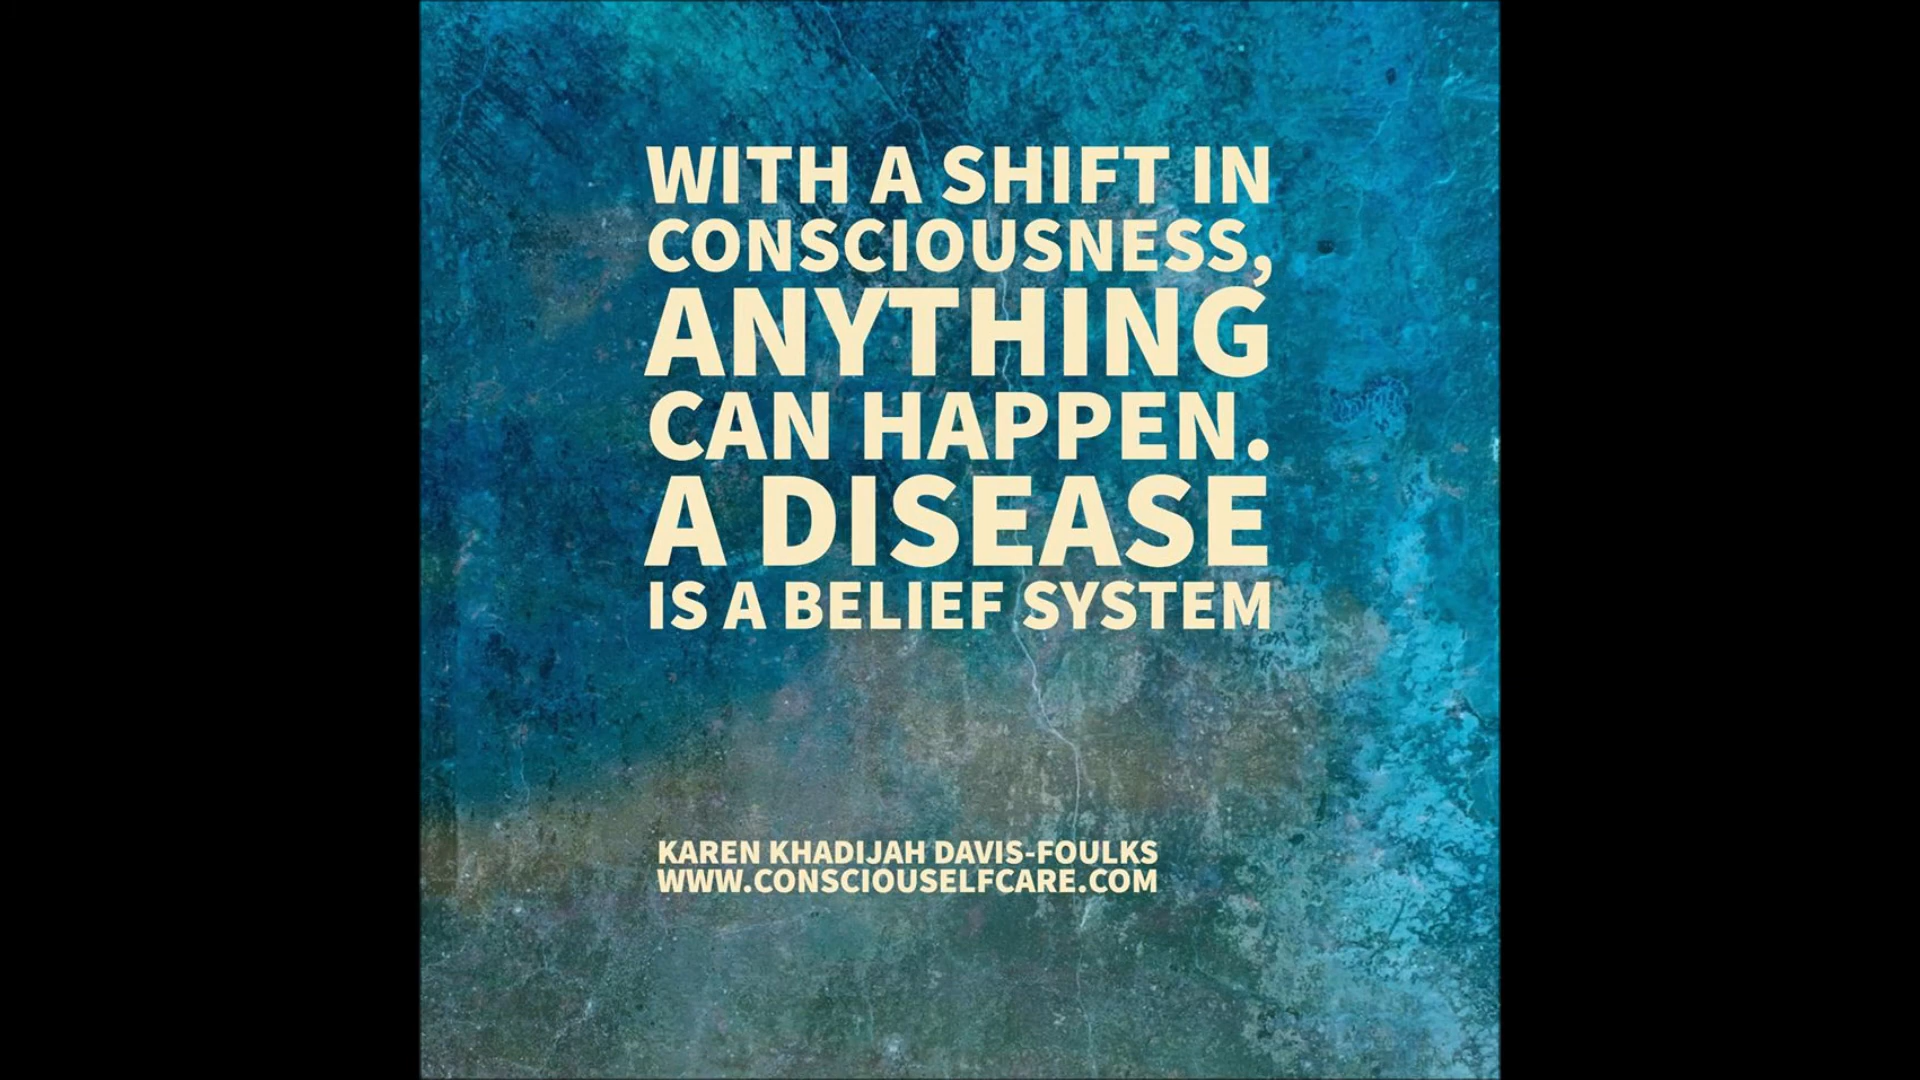 WITH A SHIFT IN
CONSCIOUSNESS,
ANYTHING
CAN HAPPEN.
A DISEASE
IS A BELIEF SYSTEM
KAREN KHADIJAH DAVIS-FOULKS
WWW.CONSCIOUSELFCARE.COM